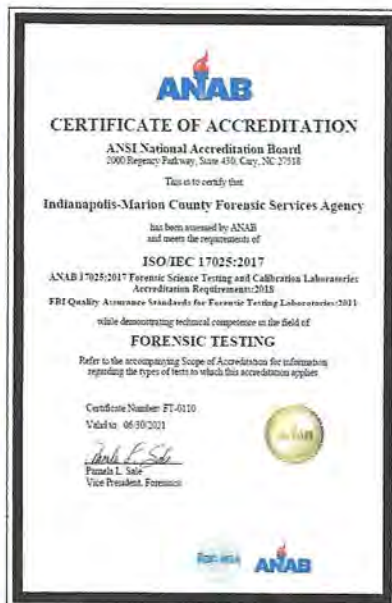 ANAB
CERTIFICATE OF ACCREDITATION
ANSI National Accreditation Board
2000 Regency Parkway, Suite 430, Cary, NC 27518
This is to certify that
Indianapolis-Marion County Forensic Services Agency
has been assessed by ANAB
and meets the requirements of
ISO/IEC 17025:2017
ANAB 17025:2017 Forensic Science Testing and Calibration Laboratories
Accreditation Requirements:2018
FBI Quality Assurance Standards for Forensic Testing Laboratories:2011
while demonstrating technical competence in the field of
FORENSIC TESTING
Refer to the accompanying Scope of Accreditation for information
regarding the types of tests to which this accreditation applies
Certificate Number: FT-0110
Valid to: 06/30/2021
Pamela L. Sale
Pamela L. Sale
Vice President, Forensics
ANAB